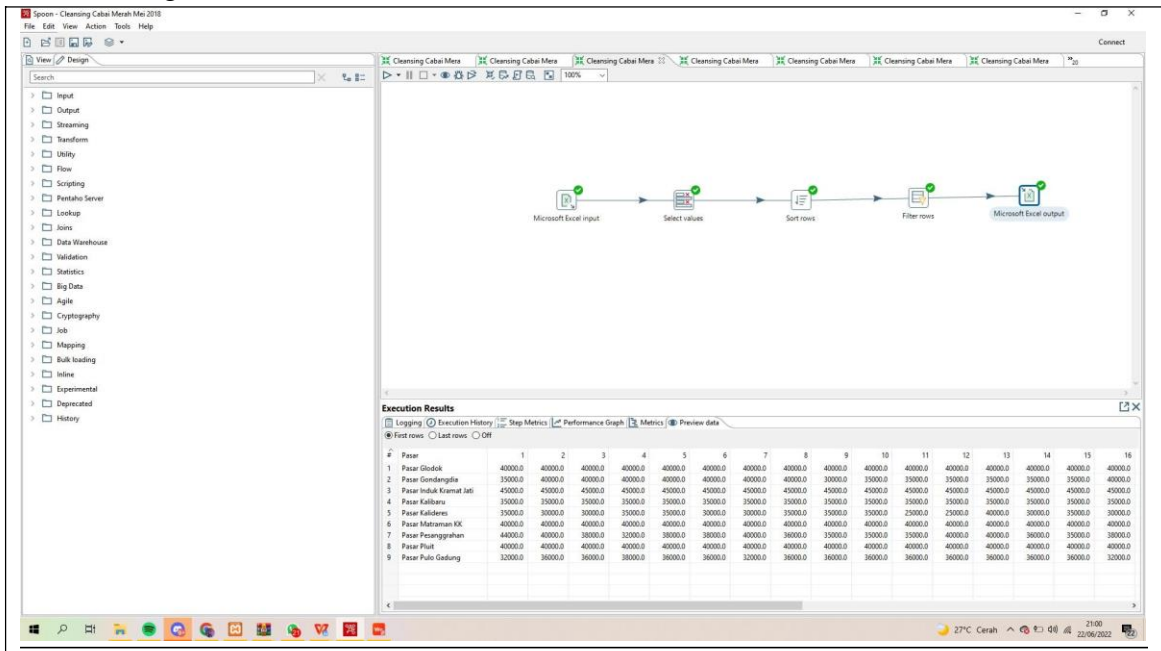 Spoon - Cleansing Cabai Merah Mei 2018
File Edit View Action Tools Help
Connect
View Design
Search
Input
Output
Streaming
Transform
Utility
Flow
Scripting
Pentaho Server
Lookup
Joins
Data Warehouse
Validation
Statistics
Big Data
Agile
Cryptography
Job
Mapping
Bulk loading
Inline
Experimental
Deprecated
History
Cleansing Cabai Mera Cleansing Cabai Mera Cleansing Cabai Mera Cleansing Cabai Mera Cleansing Cabai Mera Cleansing Cabai Mera Cleansing Cabai Mera »20
100%
Microsoft Excel input Select values Sort rows Filter rows Microsoft Excel output
Execution Results
Logging Execution History Step Metrics Performance Graph Metrics Preview data
First rows Last rows Off
# Pasar 1 2 3 4 5 6 7 8 9 10 11 12 13 14 15 16
1 Pasar Glodok 40000.0 40000.0 40000.0 40000.0 40000.0 40000.0 40000.0 40000.0 40000.0 40000.0 40000.0 40000.0 40000.0 40000.0 40000.0 40000.0
2 Pasar Gondangdia 35000.0 40000.0 40000.0 40000.0 40000.0 40000.0 40000.0 40000.0 30000.0 35000.0 35000.0 35000.0 35000.0 35000.0 35000.0 40000.0
3 Pasar Induk Kramat Jati 45000.0 45000.0 45000.0 45000.0 45000.0 45000.0 45000.0 45000.0 45000.0 45000.0 45000.0 45000.0 45000.0 45000.0 45000.0 45000.0
4 Pasar Kalibaru 35000.0 35000.0 35000.0 35000.0 35000.0 35000.0 35000.0 35000.0 35000.0 35000.0 35000.0 35000.0 35000.0 35000.0 35000.0 35000.0
5 Pasar Kalideres 35000.0 30000.0 30000.0 35000.0 35000.0 30000.0 30000.0 35000.0 35000.0 35000.0 25000.0 25000.0 40000.0 30000.0 35000.0 30000.0
6 Pasar Matraman KK 40000.0 40000.0 40000.0 40000.0 40000.0 40000.0 40000.0 40000.0 40000.0 40000.0 40000.0 40000.0 40000.0 40000.0 40000.0 40000.0
7 Pasar Pesanggrahan 44000.0 40000.0 38000.0 32000.0 38000.0 38000.0 40000.0 36000.0 35000.0 35000.0 35000.0 40000.0 40000.0 36000.0 35000.0 38000.0
8 Pasar Pluit 40000.0 40000.0 40000.0 40000.0 40000.0 40000.0 40000.0 40000.0 40000.0 40000.0 40000.0 40000.0 40000.0 40000.0 40000.0 40000.0
9 Pasar Pulo Gadung 32000.0 36000.0 36000.0 38000.0 36000.0 36000.0 32000.0 36000.0 36000.0 36000.0 36000.0 36000.0 36000.0 36000.0 36000.0 32000.0
27°C Cerah
21:00
22/06/2022